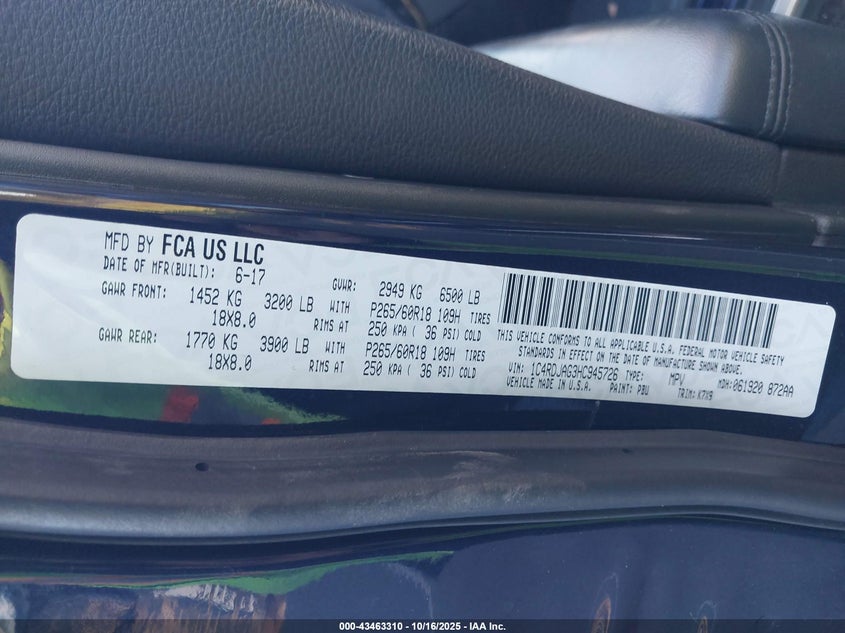 MFD BY FCA US LLC
DATE OF MFR(BUILT): 6-17 GVWR: 2949 KG 6500 LB
GAWR FRONT: 1452 KG 3200 LB WITH P265/60R18 109H TIRES
18X8.0 RIMS AT 250 KPA ( 36 PSI) COLD
GAWR REAR: 1770 KG 3900 LB WITH P265/60R18 109H TIRES
18X8.0 RIMS AT 250 KPA ( 36 PSI) COLD
THIS VEHICLE CONFORMS TO ALL APPLICABLE U.S.A. FEDERAL MOTOR VEHICLE SAFETY
STANDARDS IN EFFECT ON THE DATE OF MANUFACTURE SHOWN ABOVE.
VIN: 1C4RDJAG3HC945726 TYPE: MPV MDH: 061920 872AA
VEHICLE MADE IN U.S.A. PAINT: PBU TRIM: K7X9
000-43463310 | 10/16/2025 | IAA Inc.